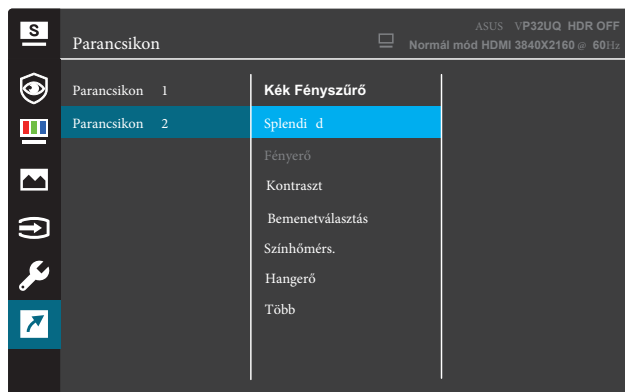 S
ASUS VP32UQ HDR OFF
Parancsikon
Normál mód HDMI 3840X2160 @ 60Hz
Parancsikon 1
Kék Fényszűrő
Parancsikon 2
Splendi d
Fényerő
Kontraszt
Bemenetválasztás
Színhőmérs.
Hangerő
Több